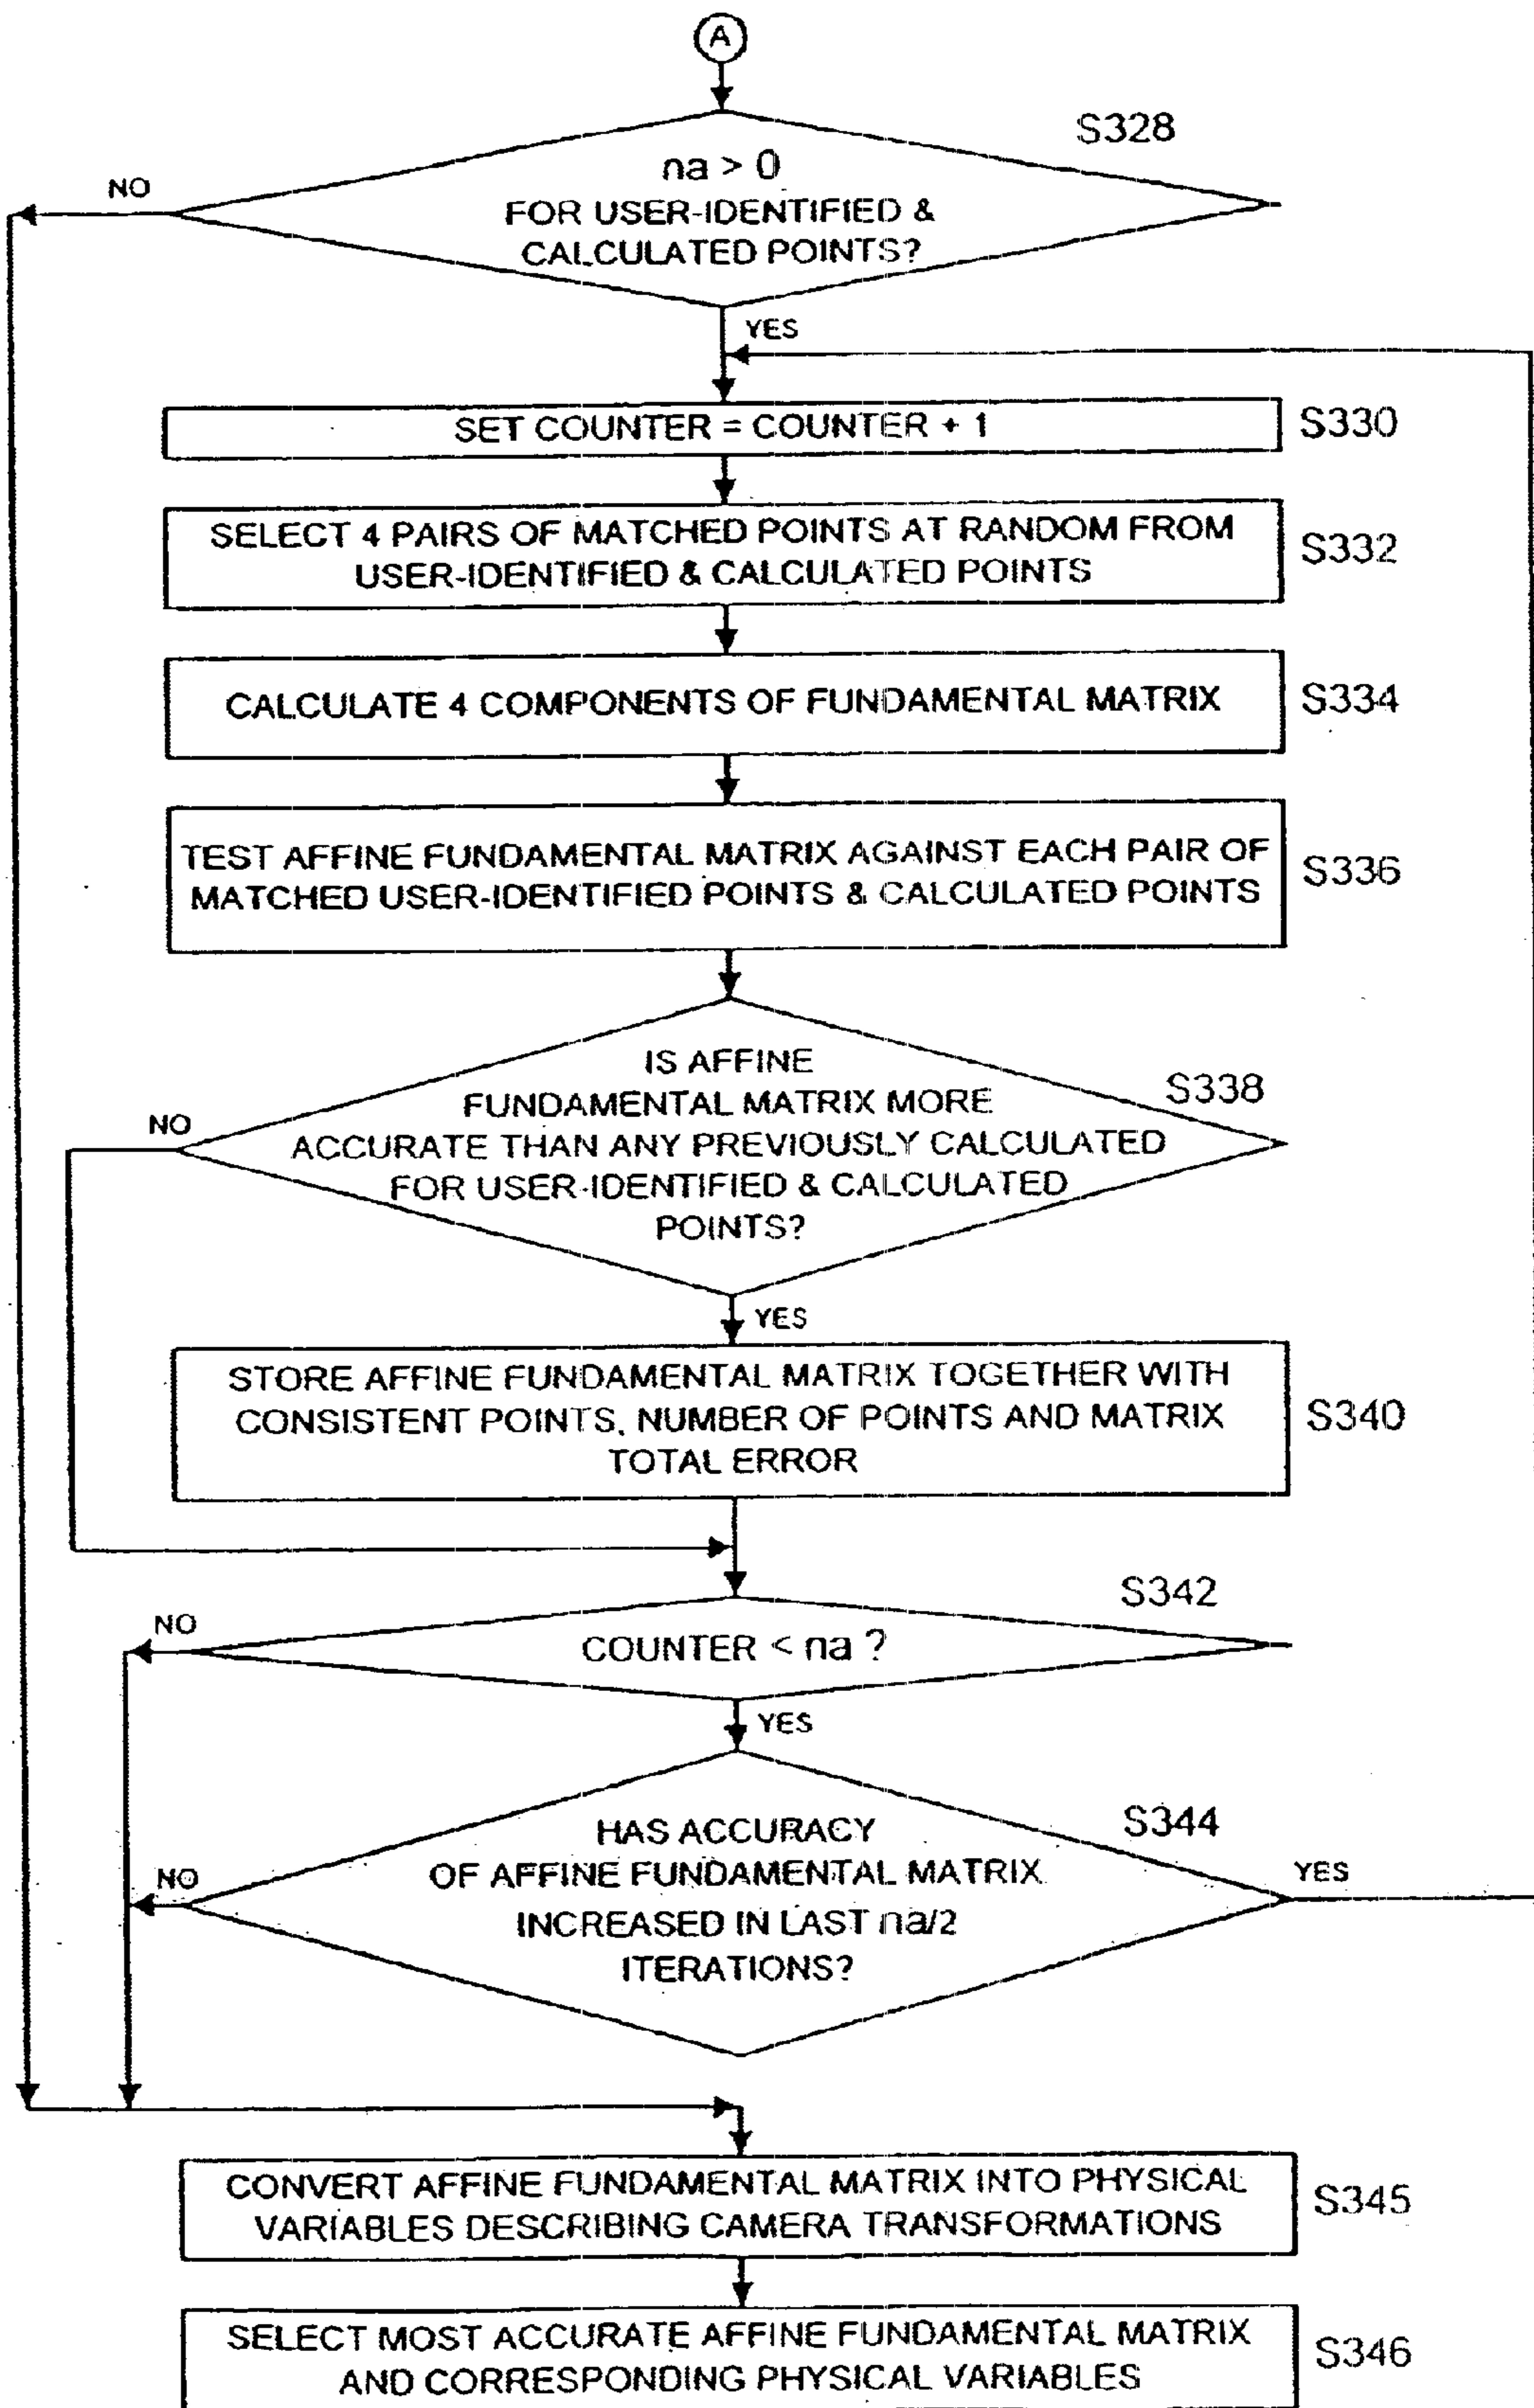 A
S328
na > 0
FOR USER-IDENTIFIED &
CALCULATED POINTS?
NO
YES
SET COUNTER = COUNTER + 1
S330
SELECT 4 PAIRS OF MATCHED POINTS AT RANDOM FROM
USER-IDENTIFIED & CALCULATED POINTS
S332
CALCULATE 4 COMPONENTS OF FUNDAMENTAL MATRIX
S334
TEST AFFINE FUNDAMENTAL MATRIX AGAINST EACH PAIR OF
MATCHED USER-IDENTIFIED POINTS & CALCULATED POINTS
S336
IS AFFINE
FUNDAMENTAL MATRIX MORE
ACCURATE THAN ANY PREVIOUSLY CALCULATED
FOR USER-IDENTIFIED & CALCULATED
POINTS?
S338
NO
YES
STORE AFFINE FUNDAMENTAL MATRIX TOGETHER WITH
CONSISTENT POINTS, NUMBER OF POINTS AND MATRIX
TOTAL ERROR
S340
S342
NO
COUNTER < na ?
YES
S344
HAS ACCURACY
OF AFFINE FUNDAMENTAL MATRIX
INCREASED IN LAST na/2
ITERATIONS?
NO
YES
CONVERT AFFINE FUNDAMENTAL MATRIX INTO PHYSICAL
VARIABLES DESCRIBING CAMERA TRANSFORMATIONS
S345
SELECT MOST ACCURATE AFFINE FUNDAMENTAL MATRIX
AND CORRESPONDING PHYSICAL VARIABLES
S346